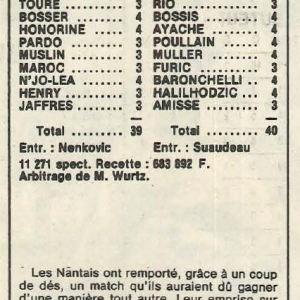 TOURE ........... 3 RIO ............... 3
BOSSER ......... 4 BOSSIS .......... 4
HONORINE ..... 4 AYACHE ......... 4
PARDO ........... 3 POULLAIN ...... 4
MUSLIN .......... 3 MULLER ......... 4
MAROC .......... 3 FURIC ........... 3
N'JO-LEA ....... 4 BARONCHELLI . 4
HENRY .......... 4 HALILHODZIC . 4
JAFFRES ........ 4 AMISSE ......... 3
Total ........... 39 Total .......... 40
Entr. : Nenkovic Entr. : Suaudeau
11 271 spect. Recette : 683 892 F.
Arbitrage de M. Wurtz.
Les Nantais ont remporté, grâce à un coup
de dés, un match qu'ils auraient dû gagner
d'une manière tout autre. Leur emprise sur